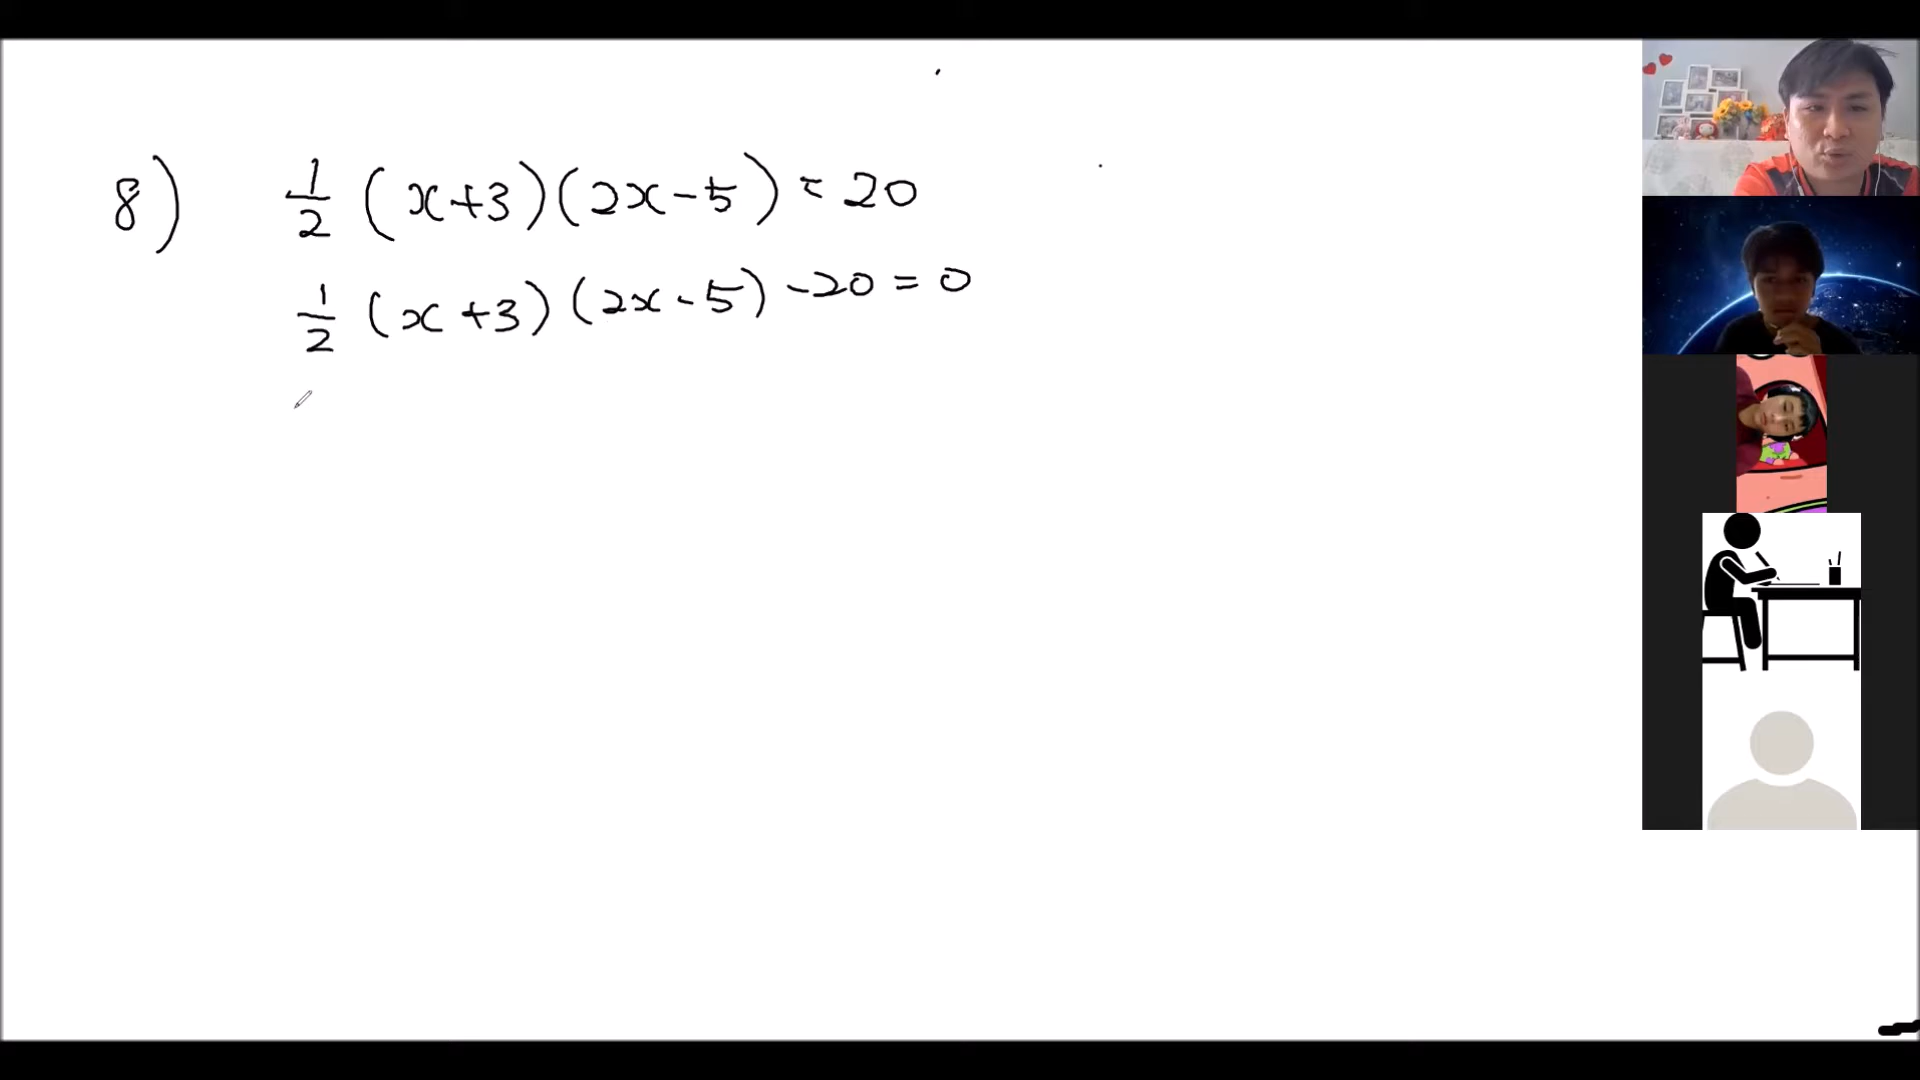 8) 1/2 (x+3)(2x-5) = 20
1/2 (x+3)(2x-5) -20 = 0